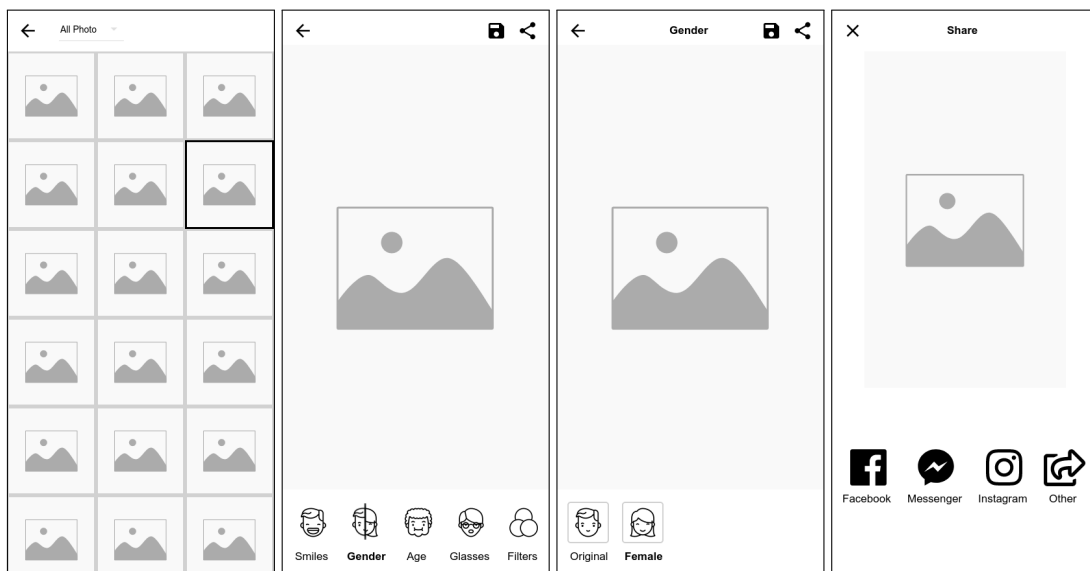 All Photo
Smiles Gender Age Glasses Filters
Gender
Original Female
Share
Facebook Messenger Instagram Other